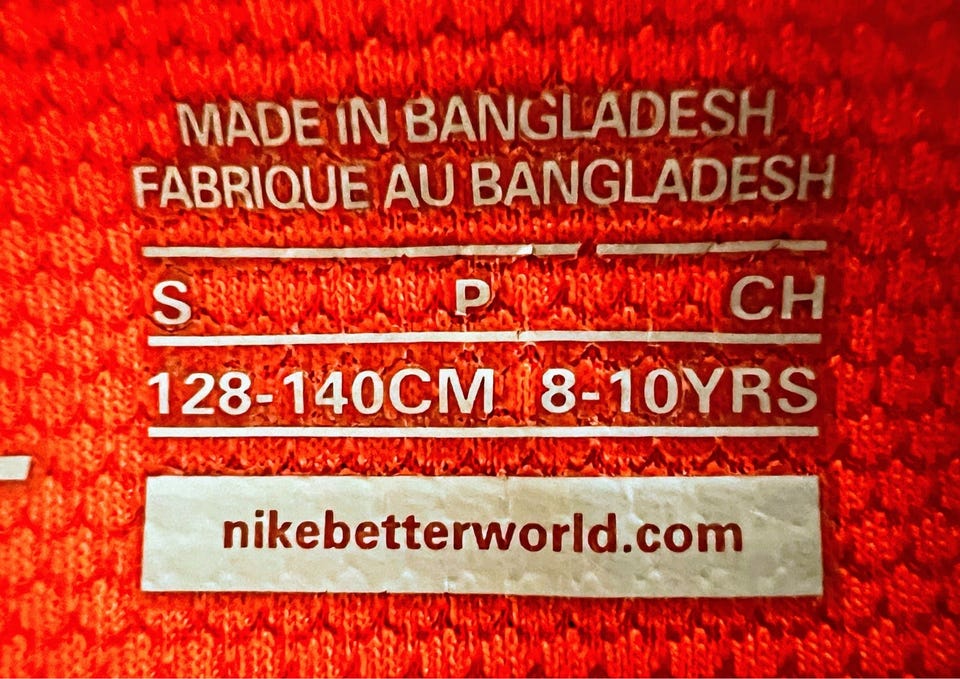 MADE IN BANGLADESH
FABRIQUE AU BANGLADESH
S P CH
128-140CM 8-10YRS
nikebetterworld.com